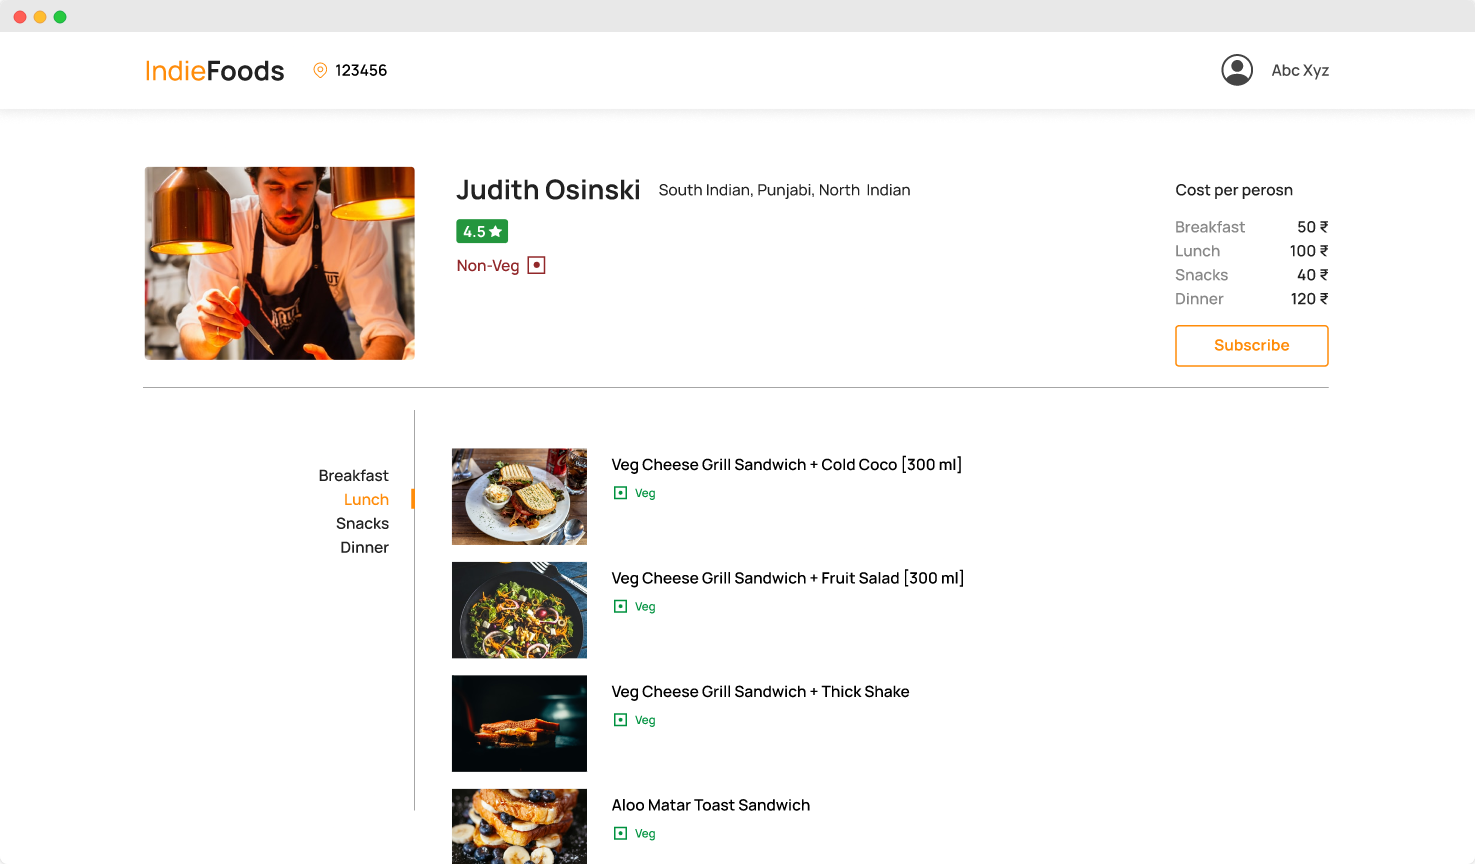 IndieFoods
123456
Abc Xyz
Judith Osinski
South Indian, Punjabi, North Indian
4.5
Non-Veg
Cost per perosn
Breakfast 50 ₹
Lunch 100 ₹
Snacks 40 ₹
Dinner 120 ₹
Subscribe
Breakfast
Lunch
Snacks
Dinner
Veg Cheese Grill Sandwich + Cold Coco [300 ml]
Veg
Veg Cheese Grill Sandwich + Fruit Salad [300 ml]
Veg
Veg Cheese Grill Sandwich + Thick Shake
Veg
Aloo Matar Toast Sandwich
Veg